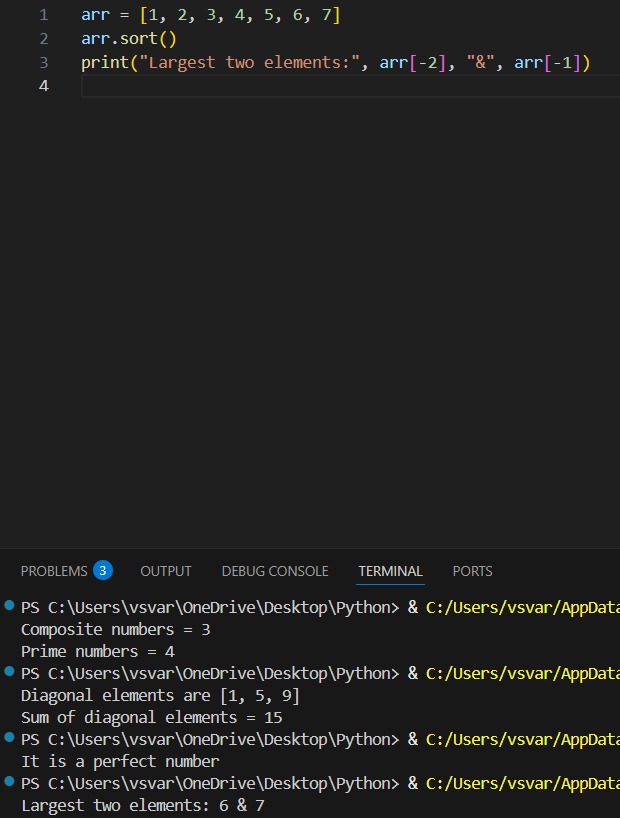 1 arr = [1, 2, 3, 4, 5, 6, 7]
2 arr.sort()
3 print("Largest two elements:", arr[-2], "&", arr[-1])
4
PROBLEMS 3 OUTPUT DEBUG CONSOLE TERMINAL PORTS
PS C:\Users\vsvar\OneDrive\Desktop\Python> & C:/Users/vsvar/AppData
Composite numbers = 3
Prime numbers = 4
PS C:\Users\vsvar\OneDrive\Desktop\Python> & C:/Users/vsvar/AppData
Diagonal elements are [1, 5, 9]
Sum of diagonal elements = 15
PS C:\Users\vsvar\OneDrive\Desktop\Python> & C:/Users/vsvar/AppData
It is a perfect number
PS C:\Users\vsvar\OneDrive\Desktop\Python> & C:/Users/vsvar/AppData
Largest two elements: 6 & 7